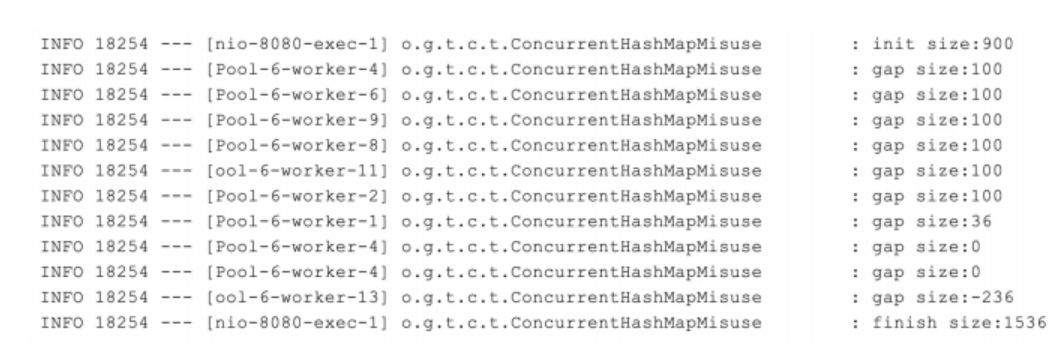 INFO 18254 --- [nio-8080-exec-1] o.g.t.c.t.ConcurrentHashMapMisuse : init size:900
INFO 18254 --- [Pool-6-worker-4] o.g.t.c.t.ConcurrentHashMapMisuse : gap size:100
INFO 18254 --- [Pool-6-worker-6] o.g.t.c.t.ConcurrentHashMapMisuse : gap size:100
INFO 18254 --- [Pool-6-worker-9] o.g.t.c.t.ConcurrentHashMapMisuse : gap size:100
INFO 18254 --- [Pool-6-worker-8] o.g.t.c.t.ConcurrentHashMapMisuse : gap size:100
INFO 18254 --- [ool-6-worker-11] o.g.t.c.t.ConcurrentHashMapMisuse : gap size:100
INFO 18254 --- [Pool-6-worker-2] o.g.t.c.t.ConcurrentHashMapMisuse : gap size:100
INFO 18254 --- [Pool-6-worker-1] o.g.t.c.t.ConcurrentHashMapMisuse : gap size:36
INFO 18254 --- [Pool-6-worker-4] o.g.t.c.t.ConcurrentHashMapMisuse : gap size:0
INFO 18254 --- [Pool-6-worker-4] o.g.t.c.t.ConcurrentHashMapMisuse : gap size:0
INFO 18254 --- [ool-6-worker-13] o.g.t.c.t.ConcurrentHashMapMisuse : gap size:-236
INFO 18254 --- [nio-8080-exec-1] o.g.t.c.t.ConcurrentHashMapMisuse : finish size:1536